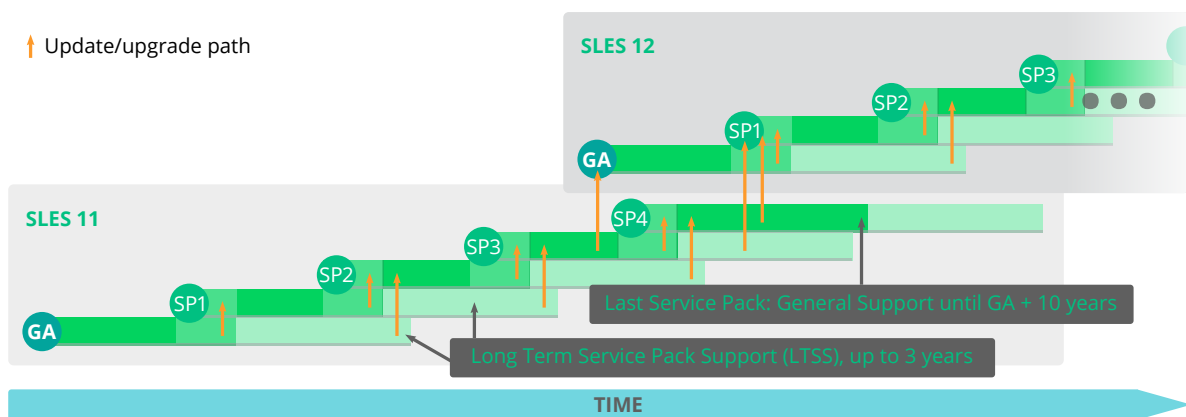 Update/upgrade path
SLES 12
SP3
SP2
SP1
GA
SLES 11
SP4
SP3
SP2
SP1
GA
Last Service Pack: General Support until GA + 10 years
Long Term Service Pack Support (LTSS), up to 3 years
TIME